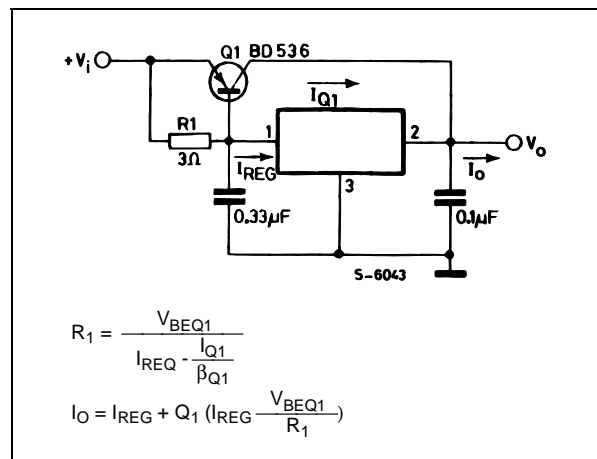 Q1 BD536
+Vi
IQ1
R1
3Ω
1
2
Vo
IREG
3
Io
0.33µF
0.1µF
S-6043
R1 = VBEQ1 / (IREQ - IQ1 / βQ1)
IO = IREG + Q1 (IREG VBEQ1 / R1)